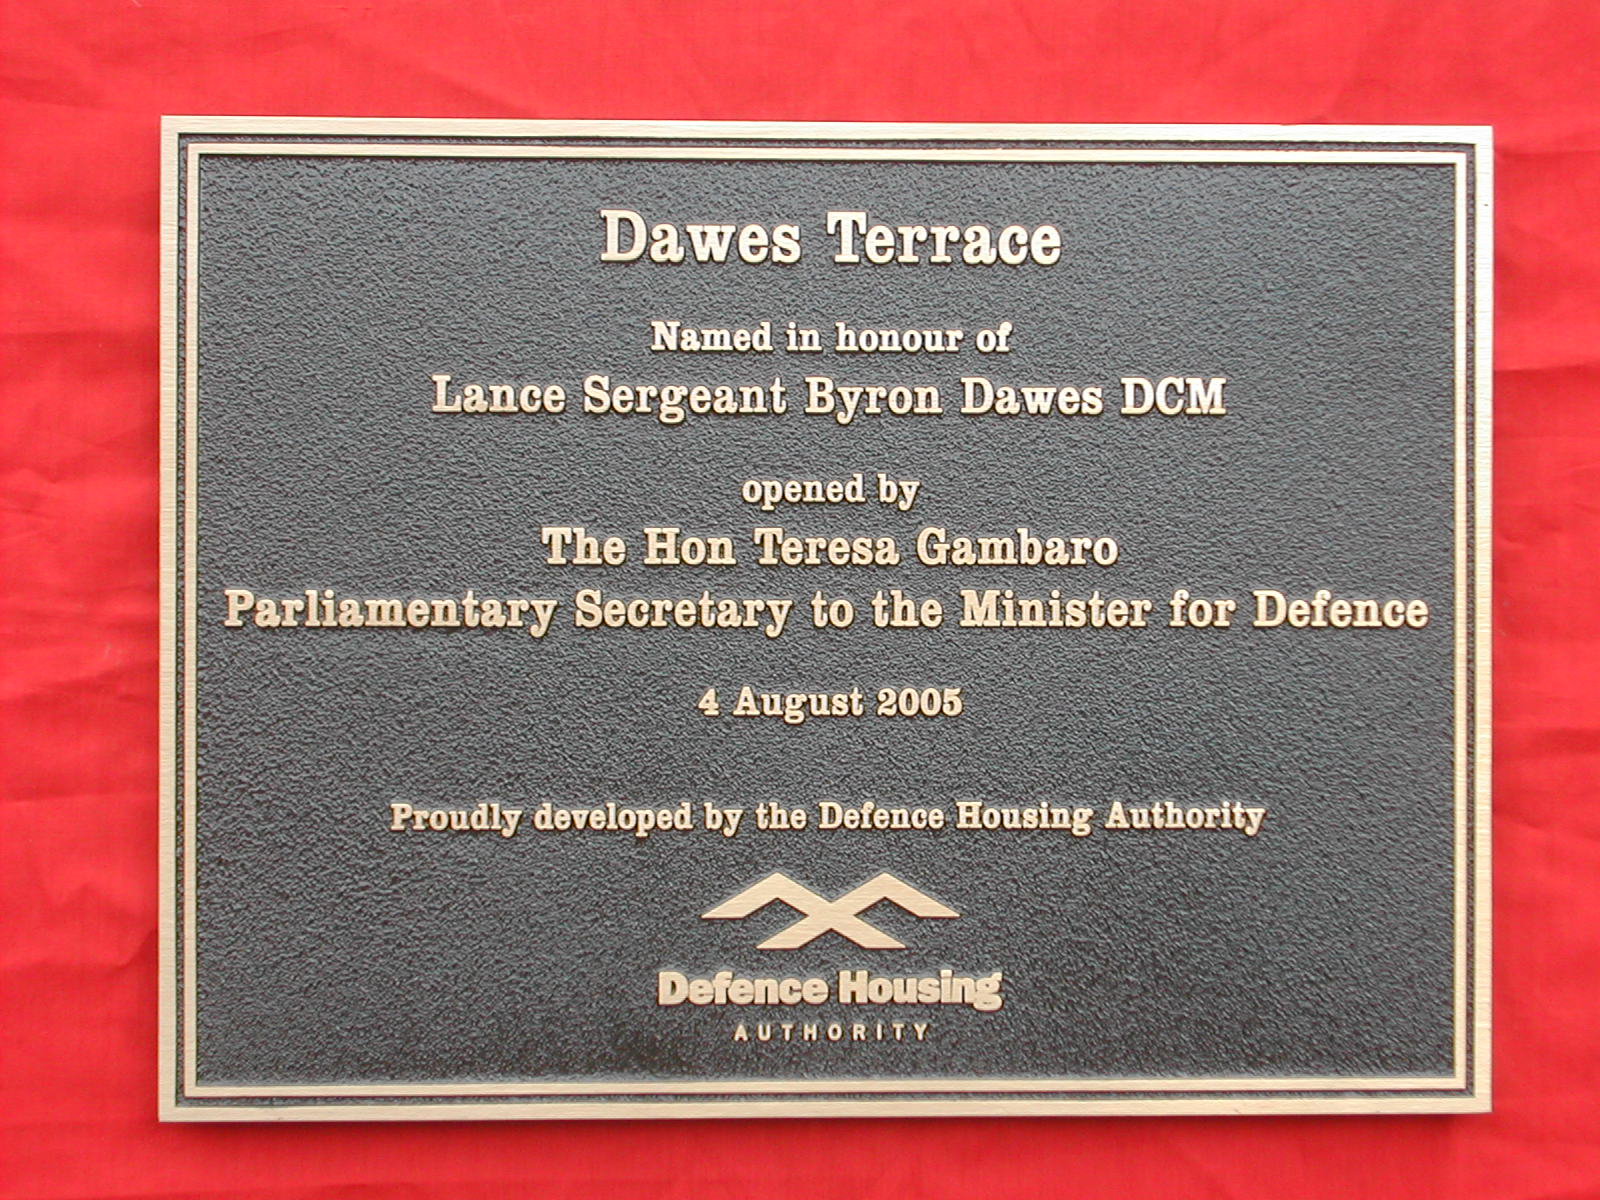 Dawes Terrace
Named in honour of
Lance Sergeant Byron Dawes DCM
opened by
The Hon Teresa Gambaro
Parliamentary Secretary to the Minister for Defence
4 August 2005
Proudly developed by the Defence Housing Authority
Defence Housing
AUTHORITY